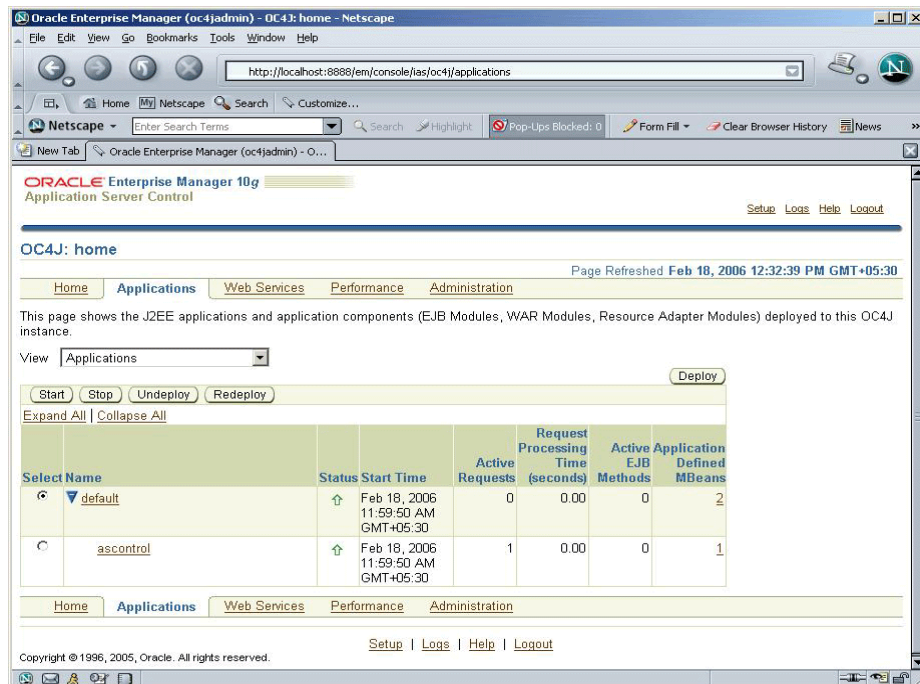 Oracle Enterprise Manager (oc4jadmin) - OC4J: home - Netscape
File Edit View Go Bookmarks Tools Window Help
http://localhost:8888/em/console/ias/oc4j/applications
Home My Netscape Search Customize...
Netscape Enter Search Terms Search Highlight Pop-Ups Blocked: 0 Form Fill Clear Browser History News »
New Tab Oracle Enterprise Manager (oc4jadmin) - O...
ORACLE Enterprise Manager 10g
Application Server Control
Setup Logs Help Logout
OC4J: home
Page Refreshed Feb 18, 2006 12:32:39 PM GMT+05:30
Home Applications Web Services Performance Administration
This page shows the J2EE applications and application components (EJB Modules, WAR Modules, Resource Adapter Modules) deployed to this OC4J
instance.
View Applications
Deploy
Start Stop Undeploy Redeploy
Expand All | Collapse All
Select Name Status Start Time Active Requests Request Processing Time (seconds) Active EJB Methods Application Defined MBeans
default Feb 18, 2006 11:59:50 AM GMT+05:30 0 0.00 0 2
ascontrol Feb 18, 2006 11:59:50 AM GMT+05:30 1 0.00 0 1
Home Applications Web Services Performance Administration
Setup | Logs | Help | Logout
Copyright © 1996, 2005, Oracle. All rights reserved.